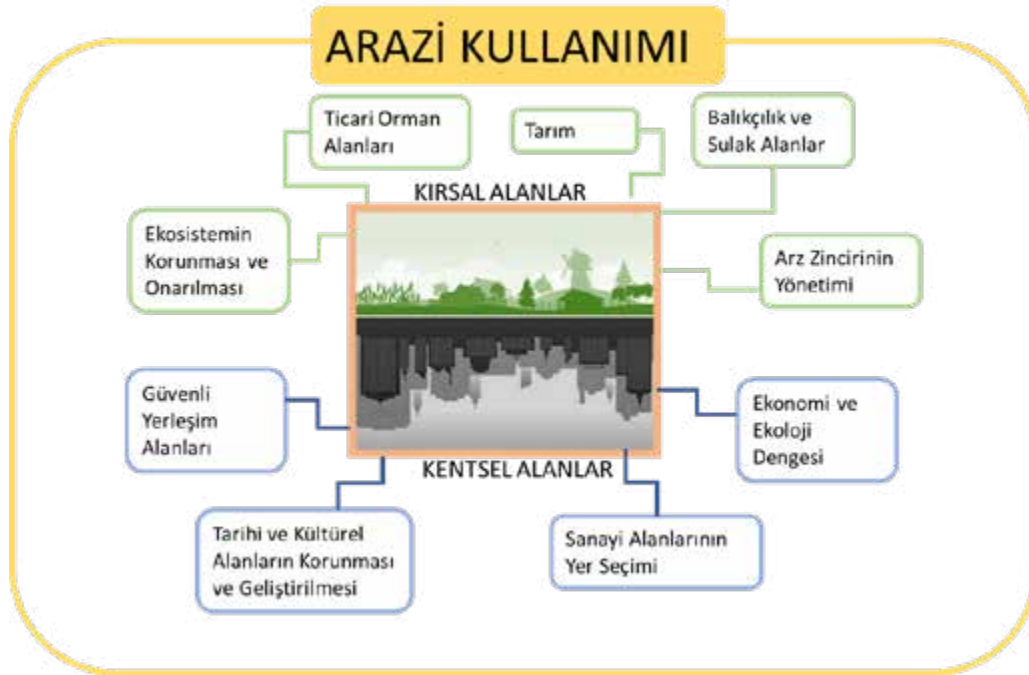 ARAZİ KULLANIMI
Ticari Orman
Alanları
Tarım
Balıkçılık ve
Sulak Alanlar
KIRSAL ALANLAR
Ekosistemin
Korunması ve
Onarılması
Arz Zincirinin
Yönetimi
Güvenli
Yerleşim
Alanları
Ekonomi ve
Ekoloji
Dengesi
KENTSEL ALANLAR
Tarihi ve Kültürel
Alanların Korunması
ve Geliştirilmesi
Sanayi Alanlarının
Yer Seçimi